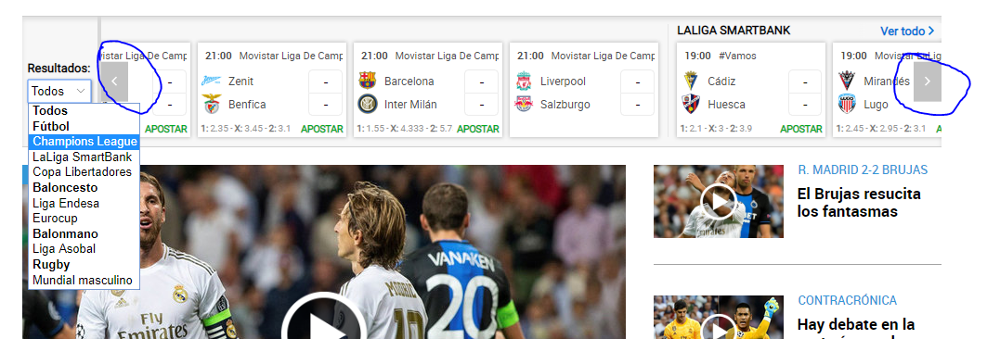 LALIGA SMARTBANK
Ver todo >
Resultados:
Todos
Todos
Fútbol
Champions League
LaLiga SmartBank
Copa Libertadores
Baloncesto
Liga Endesa
Eurocup
Balonmano
Liga Asobal
Rugby
Mundial masculino
vistar Liga De Camp
-
-
APOSTAR
21:00 Movistar Liga De Camp
Zenit -
Benfica -
1: 2.35 - X: 3.45 - 2: 3.1 APOSTAR
21:00 Movistar Liga De Camp
Barcelona -
Inter Milán -
1: 1.55 - X: 4.333 - 2: 5.7 APOSTAR
21:00 Movistar Liga De Camp
Liverpool -
Salzburgo -
19:00 #Vamos
Cádiz -
Huesca -
1: 2.1 - X: 3 - 2: 3.9 APOSTAR
19:00 Movistar LaLig
Mirandés
Lugo
1: 2.45 - X: 2.95 - 2: 3.1 A
Fly
Emirates
MODRIC
10
VANAKEN
20
R. MADRID 2-2 BRUJAS
El Brujas resucita
los fantasmas
CONTRACRÓNICA
Hay debate en la